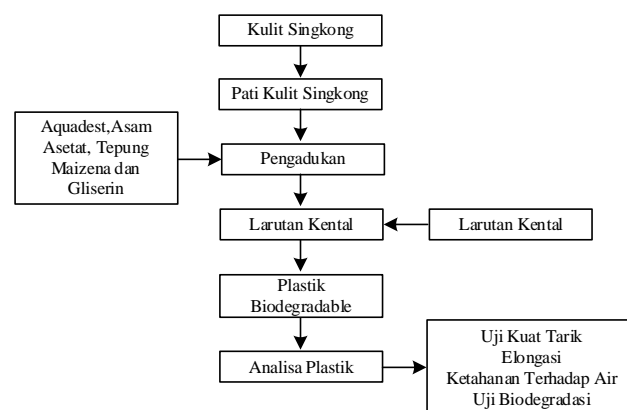 Kulit Singkong
Pati Kulit Singkong
Aquadest,Asam
Asetat, Tepung
Maizena dan
Gliserin
Pengadukan
Larutan Kental
Larutan Kental
Plastik
Biodegradable
Analisa Plastik
Uji Kuat Tarik
Elongasi
Ketahanan Terhadap Air
Uji Biodegradasi